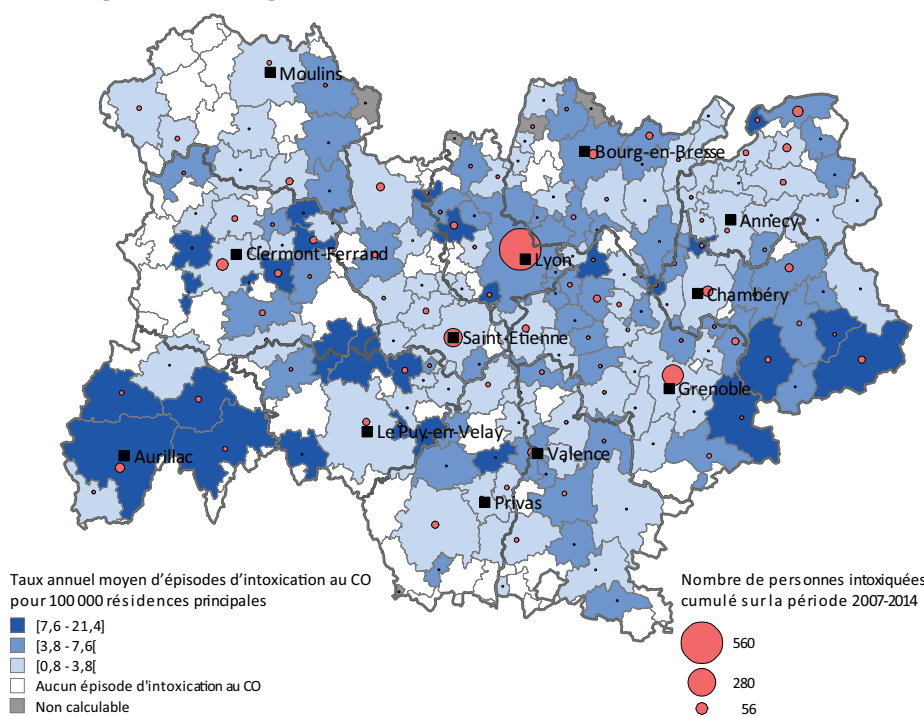 Moulins
Bourg-en-Bresse
Annecy
Clermont-Ferrand
Lyon
Chambéry
Saint-Etienne
Grenoble
Le Puy-en-Velay
Aurillac
Valence
Privas
Taux annuel moyen d'épisodes d'intoxication au CO
pour 100 000 résidences principales
[7,6 - 21,4]
[3,8 - 7,6[
[0,8 - 3,8[
Aucun épisode d'intoxication au CO
Non calculable
Nombre de personnes intoxiquées
cumulé sur la période 2007-2014
560
280
56